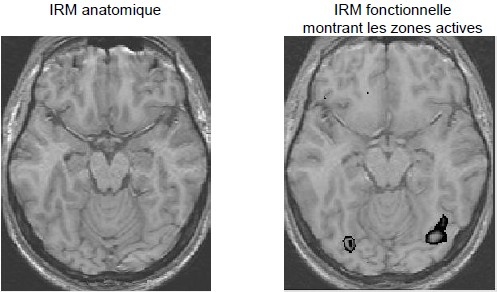 IRM anatomique
IRM fonctionnelle
montrant les zones actives